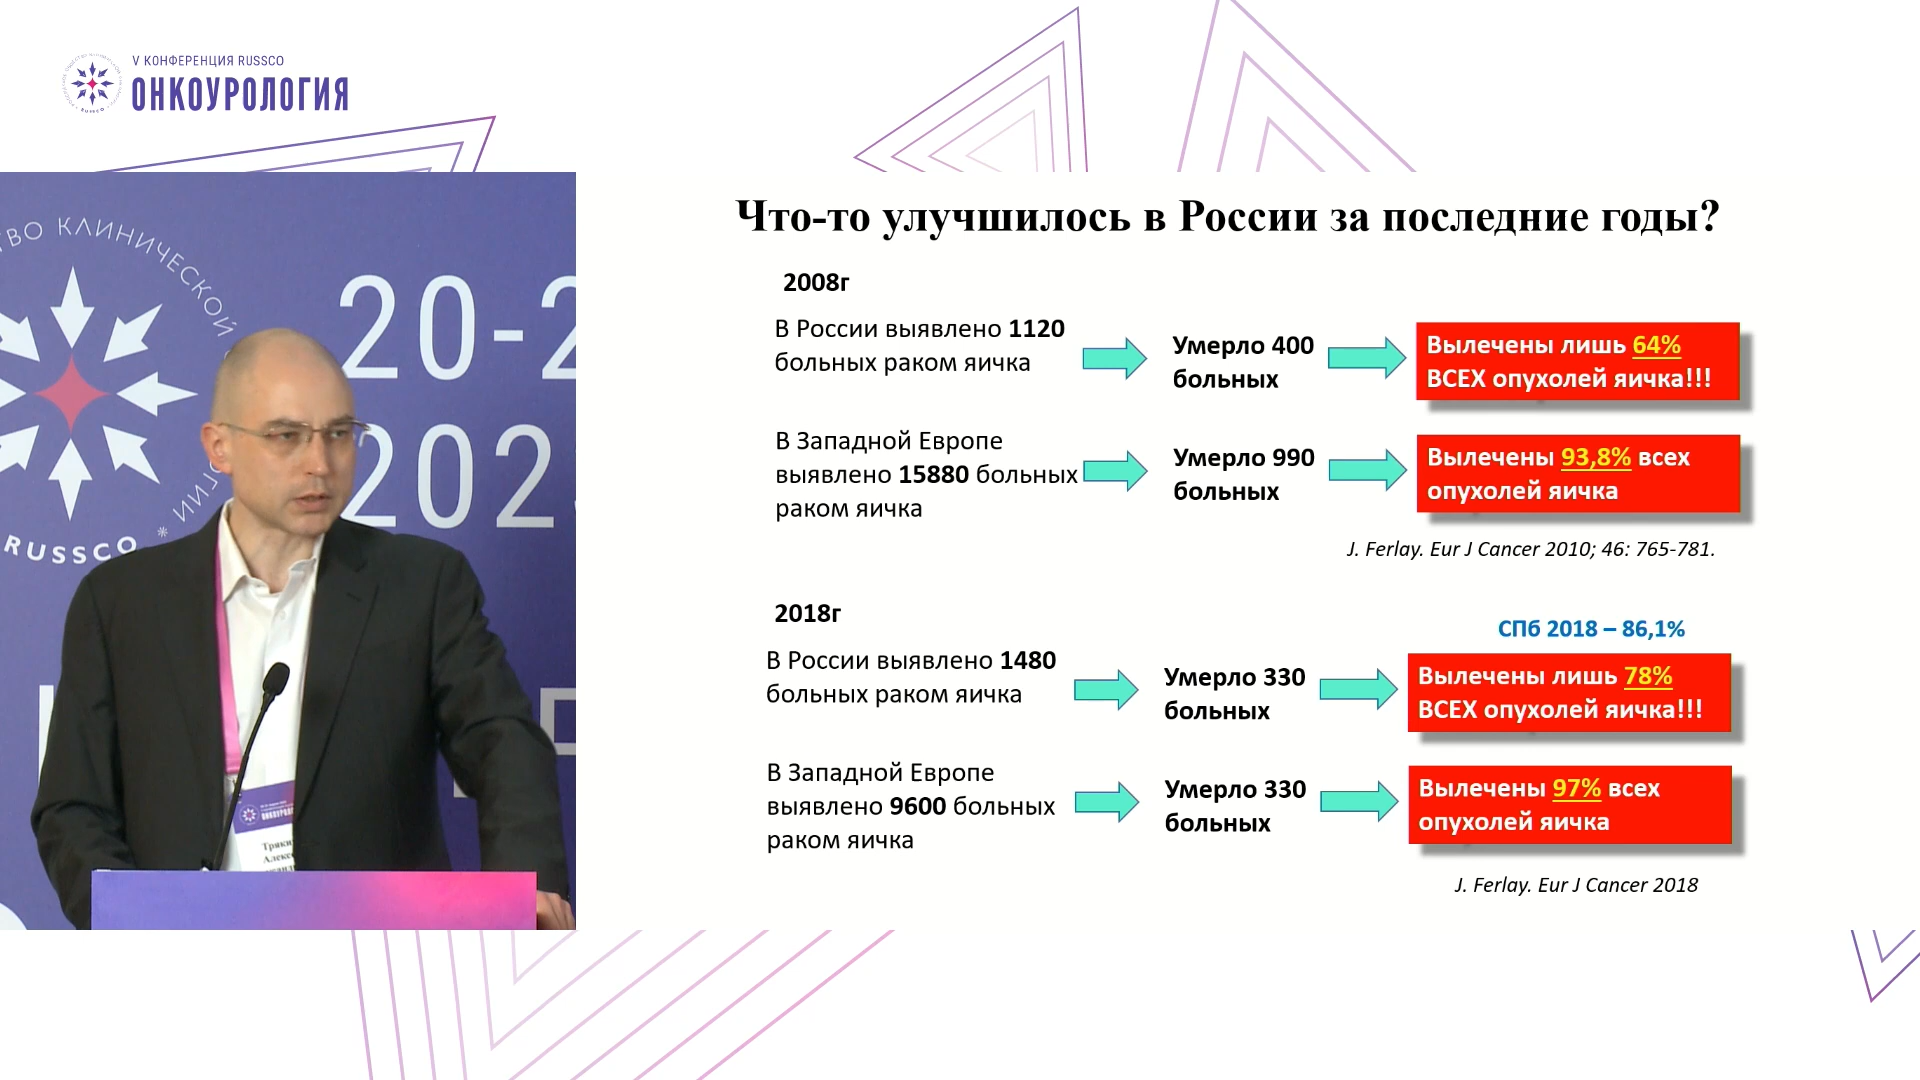 V КОНФЕРЕНЦИЯ RUSSCO
ОНКОУРОЛОГИЯ
КЛИНИЧЕСКОЙ
RUSSCO
20-2
202
ОНКОУРОЛОГИЯ
Что-то улучшилось в России за последние годы?
2008г
В России выявлено 1120
больных раком яичка
Умерло 400
больных
Вылечены лишь 64%
ВСЕХ опухолей яичка!!!
В Западной Европе
выявлено 15880 больных
раком яичка
Умерло 990
больных
Вылечены 93,8% всех
опухолей яичка
J. Ferlay. Eur J Cancer 2010; 46: 765-781.
2018г
СПб 2018 – 86,1%
В России выявлено 1480
больных раком яичка
Умерло 330
больных
Вылечены лишь 78%
ВСЕХ опухолей яичка!!!
В Западной Европе
выявлено 9600 больных
раком яичка
Умерло 330
больных
Вылечены 97% всех
опухолей яичка
J. Ferlay. Eur J Cancer 2018